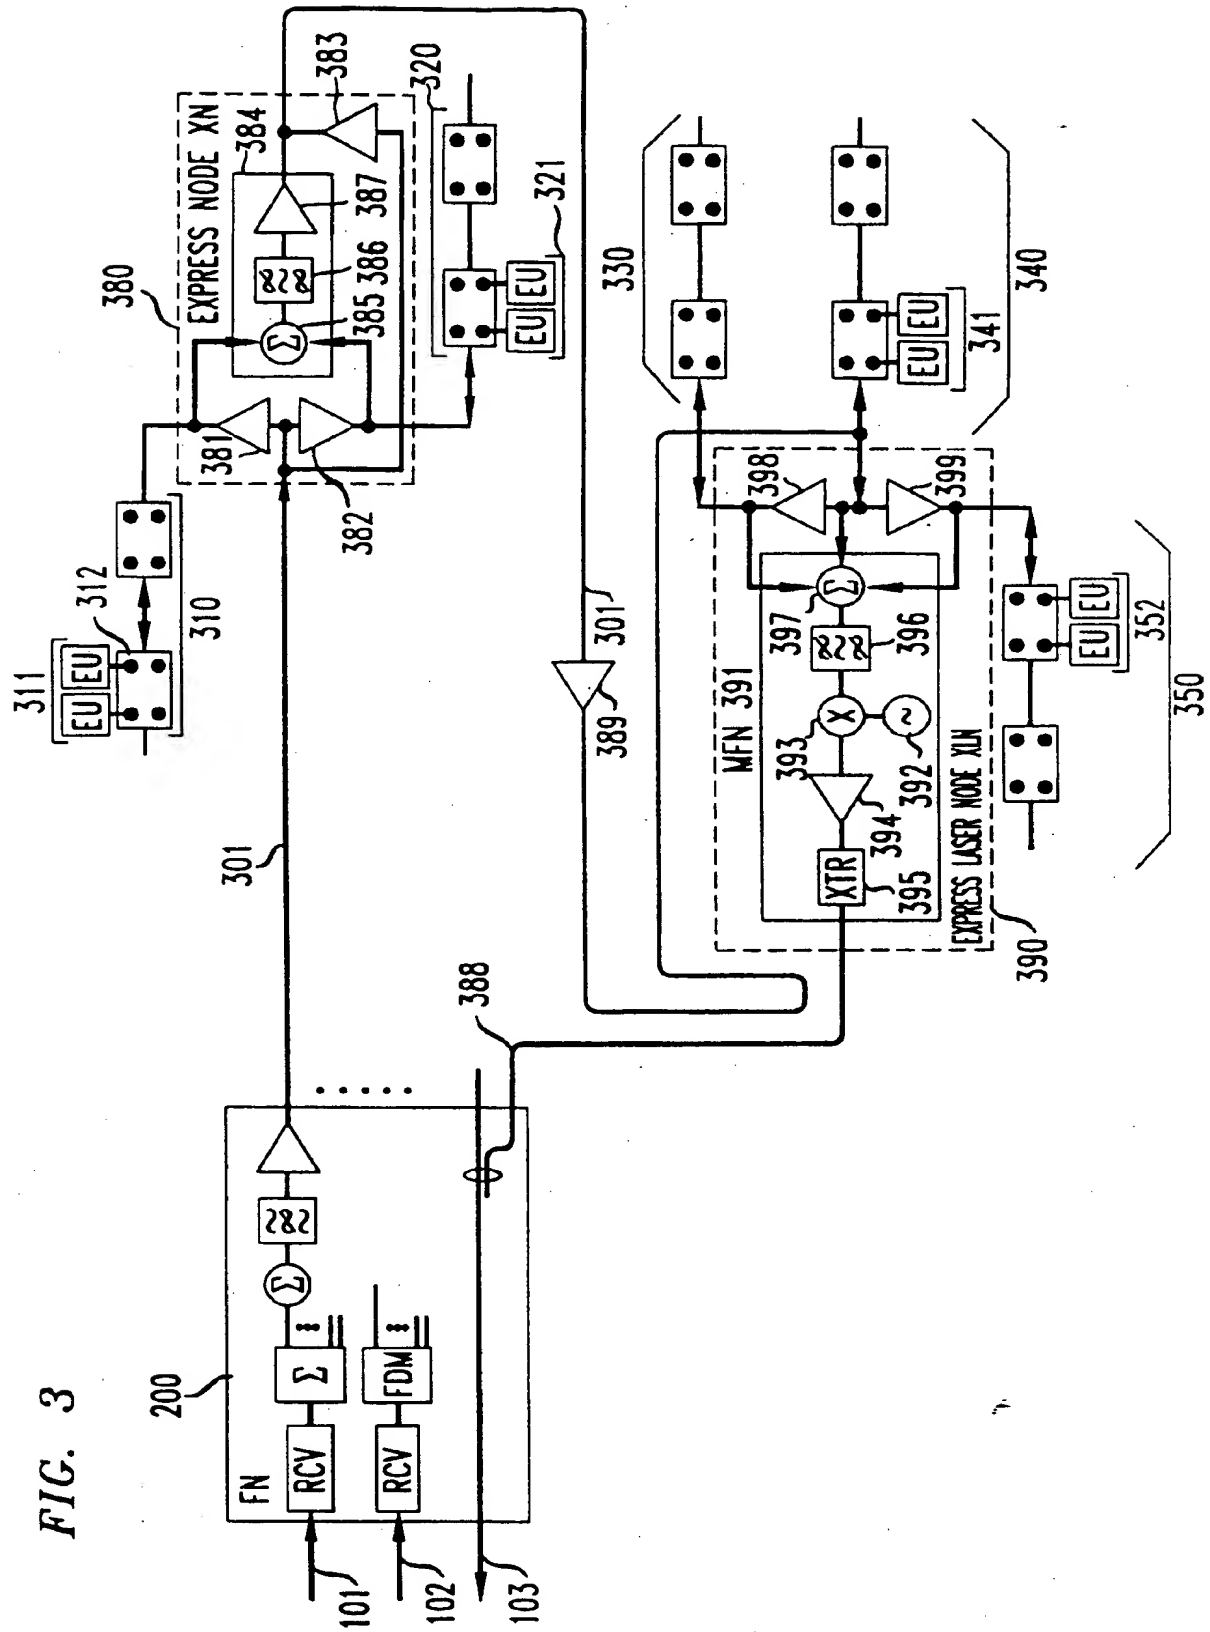 FIG. 3
200
FN
101
RCV
Σ
Σ
102
RCV
FDM
103
301
388
311
EU
EU
312
310
380
EXPRESS NODE XN
384
383
381
382
Σ
385
386
387
320
EU
EU
321
301
389
330
340
EU
EU
341
398
399
MFN 391
Σ
397
396
X
393
~
392
394
XTR
395
EXPRESS LASER NODE XLN
390
EU
EU
352
350